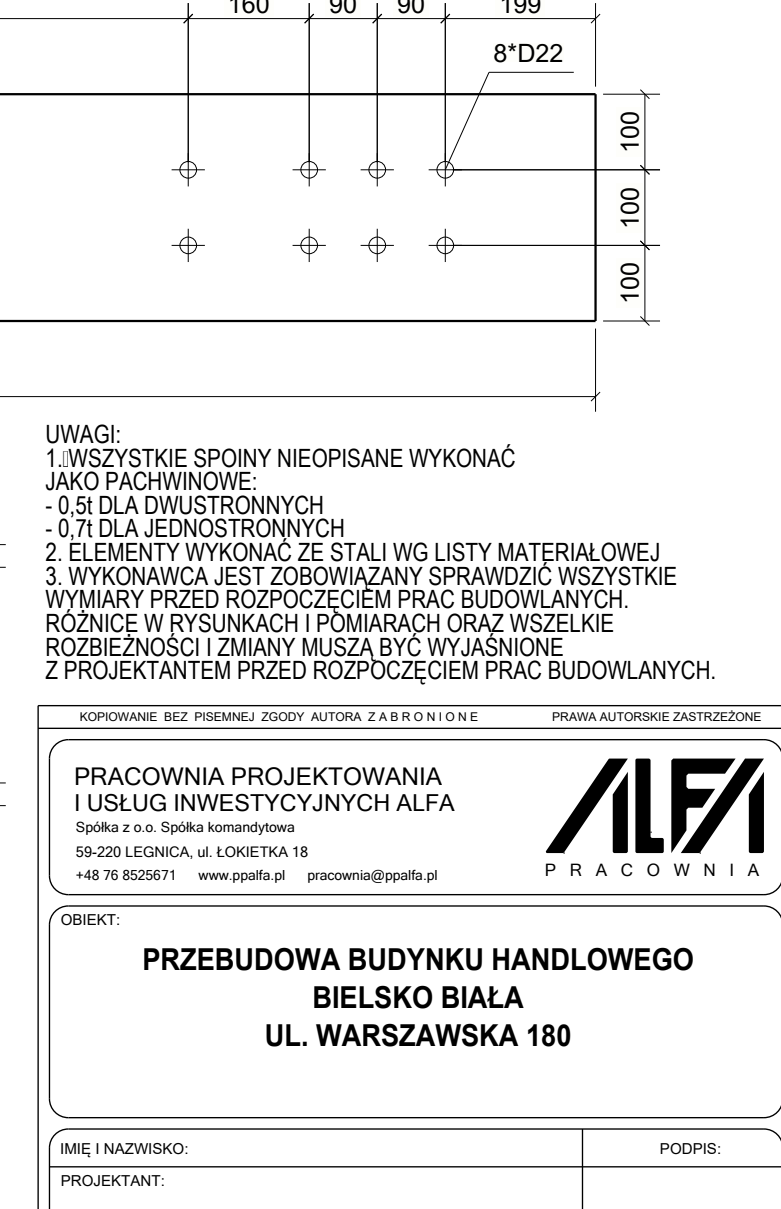 160 90 90 199
8*D22
100
100
100
UWAGI:
1. WSZYSTKIE SPOINY NIEOPISANE WYKONAĆ
JAKO PACHWINOWE:
- 0,5t DLA DWUSTRONNYCH
- 0,7t DLA JEDNOSTRONNYCH
2. ELEMENTY WYKONAĆ ZE STALI WG LISTY MATERIAŁOWEJ
3. WYKONAWCA JEST ZOBOWIĄZANY SPRAWDZIĆ WSZYSTKIE
WYMIARY PRZED ROZPOCZĘCIEM PRAC BUDOWLANYCH.
RÓŻNICE W RYSUNKACH I POMIARACH ORAZ WSZELKIE
ROZBIEŻNOŚCI I ZMIANY MUSZĄ BYĆ WYJAŚNIONE
Z PROJEKTANTEM PRZED ROZPOCZĘCIEM PRAC BUDOWLANYCH.
KOPIOWANIE BEZ PISEMNEJ ZGODY AUTORA Z A B R O N I O N E PRAWA AUTORSKIE ZASTRZEŻONE
PRACOWNIA PROJEKTOWANIA
I USŁUG INWESTYCYJNYCH ALFA
Spółka z o.o. Spółka komandytowa
59-220 LEGNICA, ul. ŁOKIETKA 18
+48 76 8525671 www.ppalfa.pl pracownia@ppalfa.pl
ALFA
P R A C O W N I A
OBIEKT:
PRZEBUDOWA BUDYNKU HANDLOWEGO
BIELSKO BIAŁA
UL. WARSZAWSKA 180
IMIĘ I NAZWISKO: PODPIS:
PROJEKTANT: